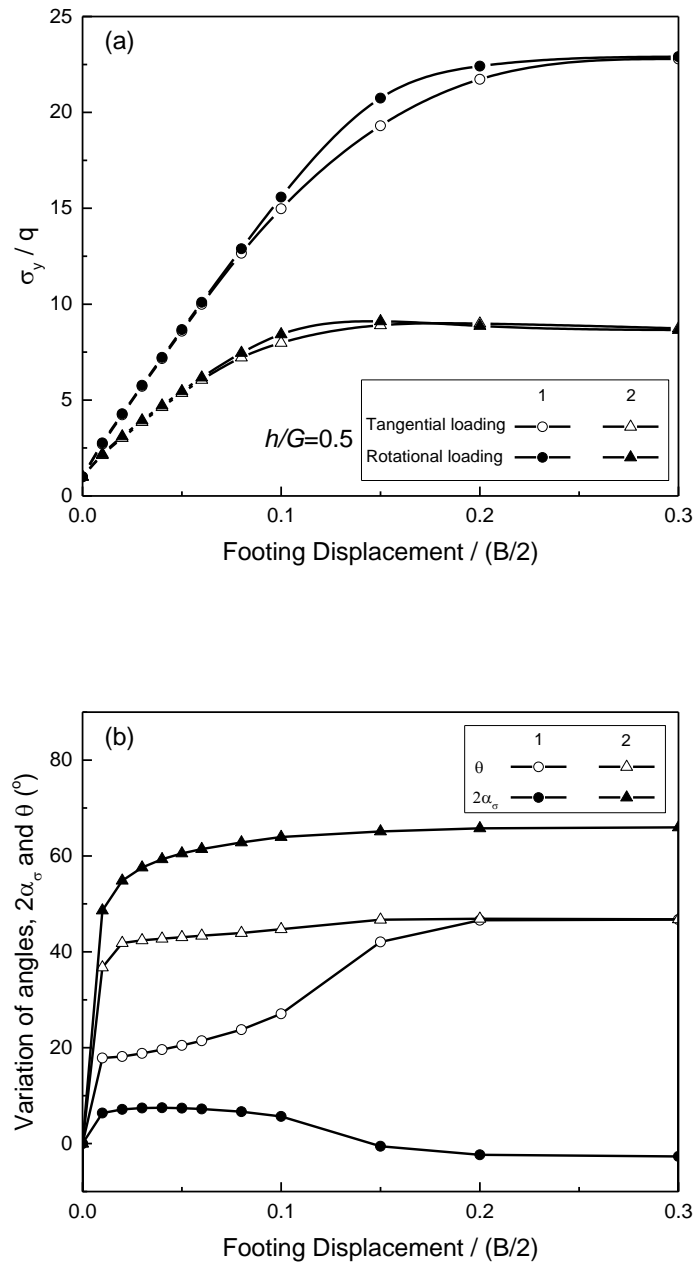 (a)
25
20
15
10
5
0
σy / q
h/G=0.5
1 2
Tangential loading
Rotational loading
0.0 0.1 0.2 0.3
Footing Displacement / (B/2)
(b)
80
60
40
20
0
Variation of angles, 2ασ and θ (°)
1 2
θ
2ασ
0.0 0.1 0.2 0.3
Footing Displacement / (B/2)